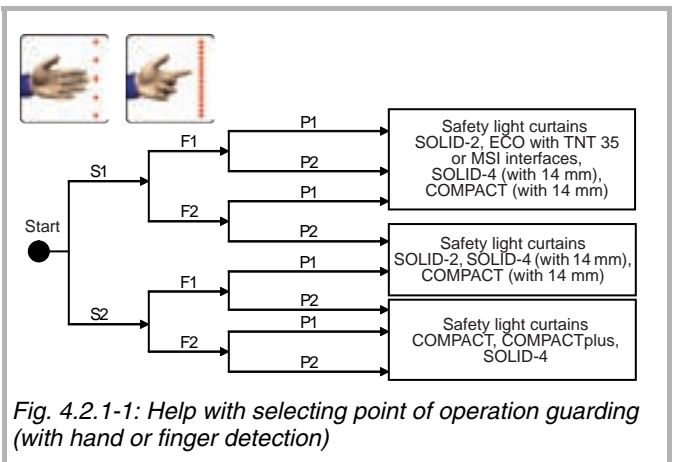 P1
F1
P2
S1
P1
F2
P2
Start
P1
F1
P2
S2
P1
F2
P2
Safety light curtains
SOLID-2, ECO with TNT 35
or MSI interfaces,
SOLID-4 (with 14 mm),
COMPACT (with 14 mm)
Safety light curtains
SOLID-2, SOLID-4 (with 14 mm),
COMPACT (with 14 mm)
Safety light curtains
COMPACT, COMPACTplus,
SOLID-4
Fig. 4.2.1-1: Help with selecting point of operation guarding
(with hand or finger detection)